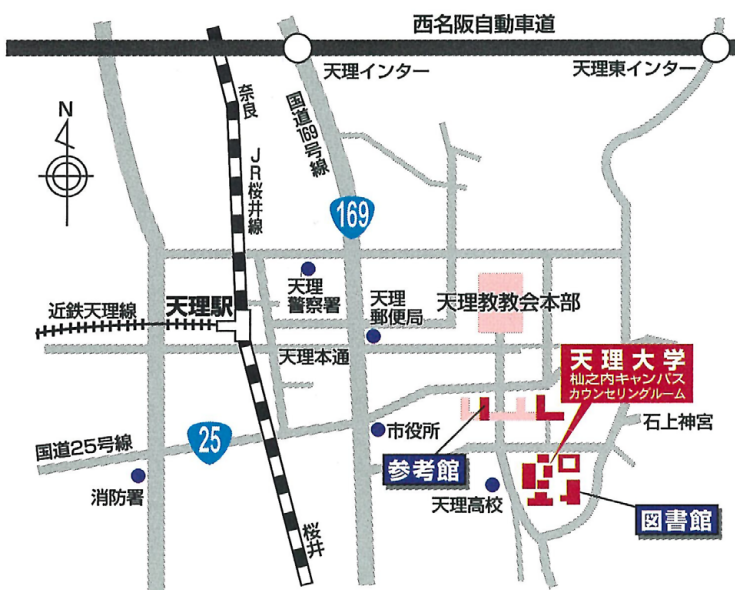 西名阪自動車道
天理インター
天理東インター
N
奈良
JR桜井線
国道169号線
169
天理
警察署
天理
郵便局
天理教教会本部
近鉄天理線
天理駅
天理本通
天理大学
杣之内キャンパス
カウンセリングルーム
石上神宮
国道25号線
25
市役所
参考館
消防署
天理高校
図書館
桜井